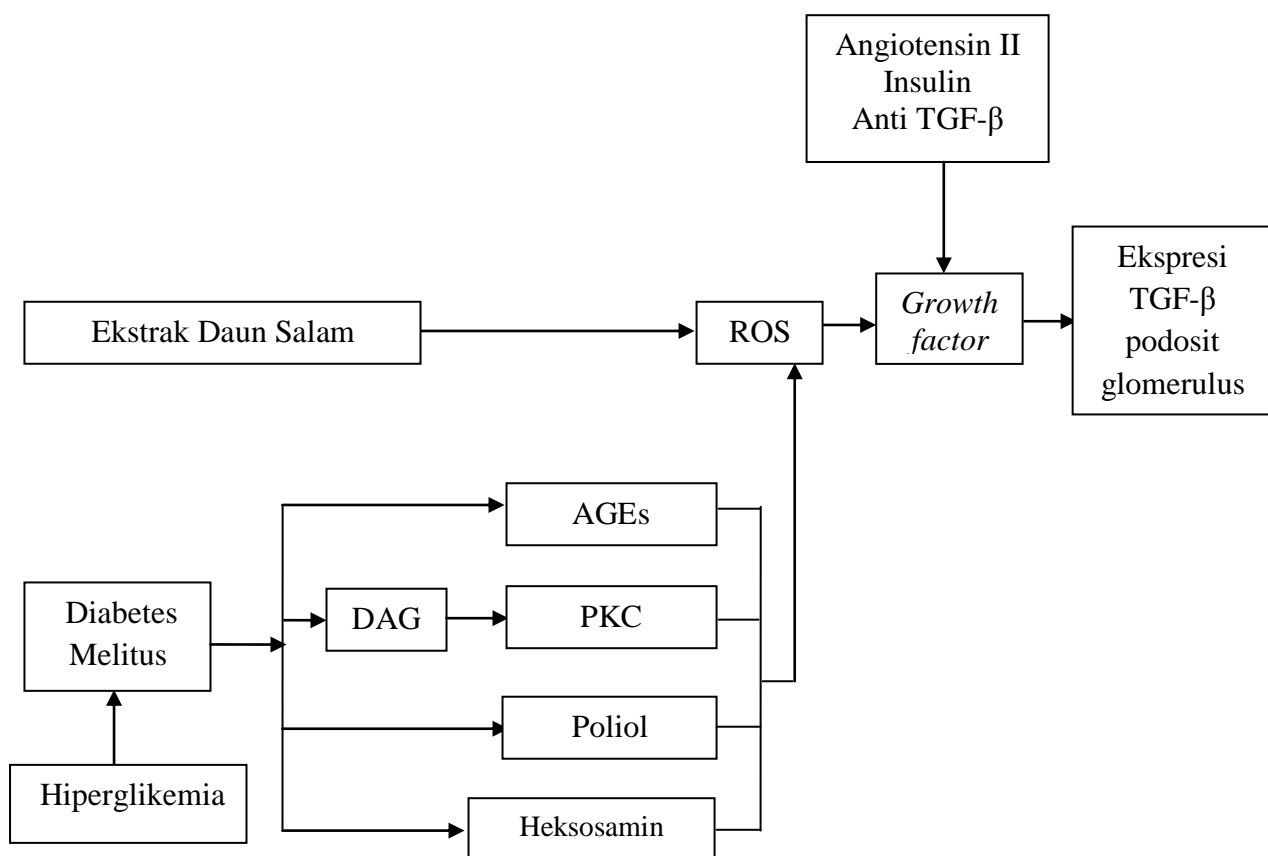 Angiotensin II
Insulin
Anti TGF-β
Ekspresi
TGF-β
podosit
glomerulus
Growth
factor
ROS
Ekstrak Daun Salam
AGEs
Diabetes
Melitus
DAG
PKC
Poliol
Hiperglikemia
Heksosamin